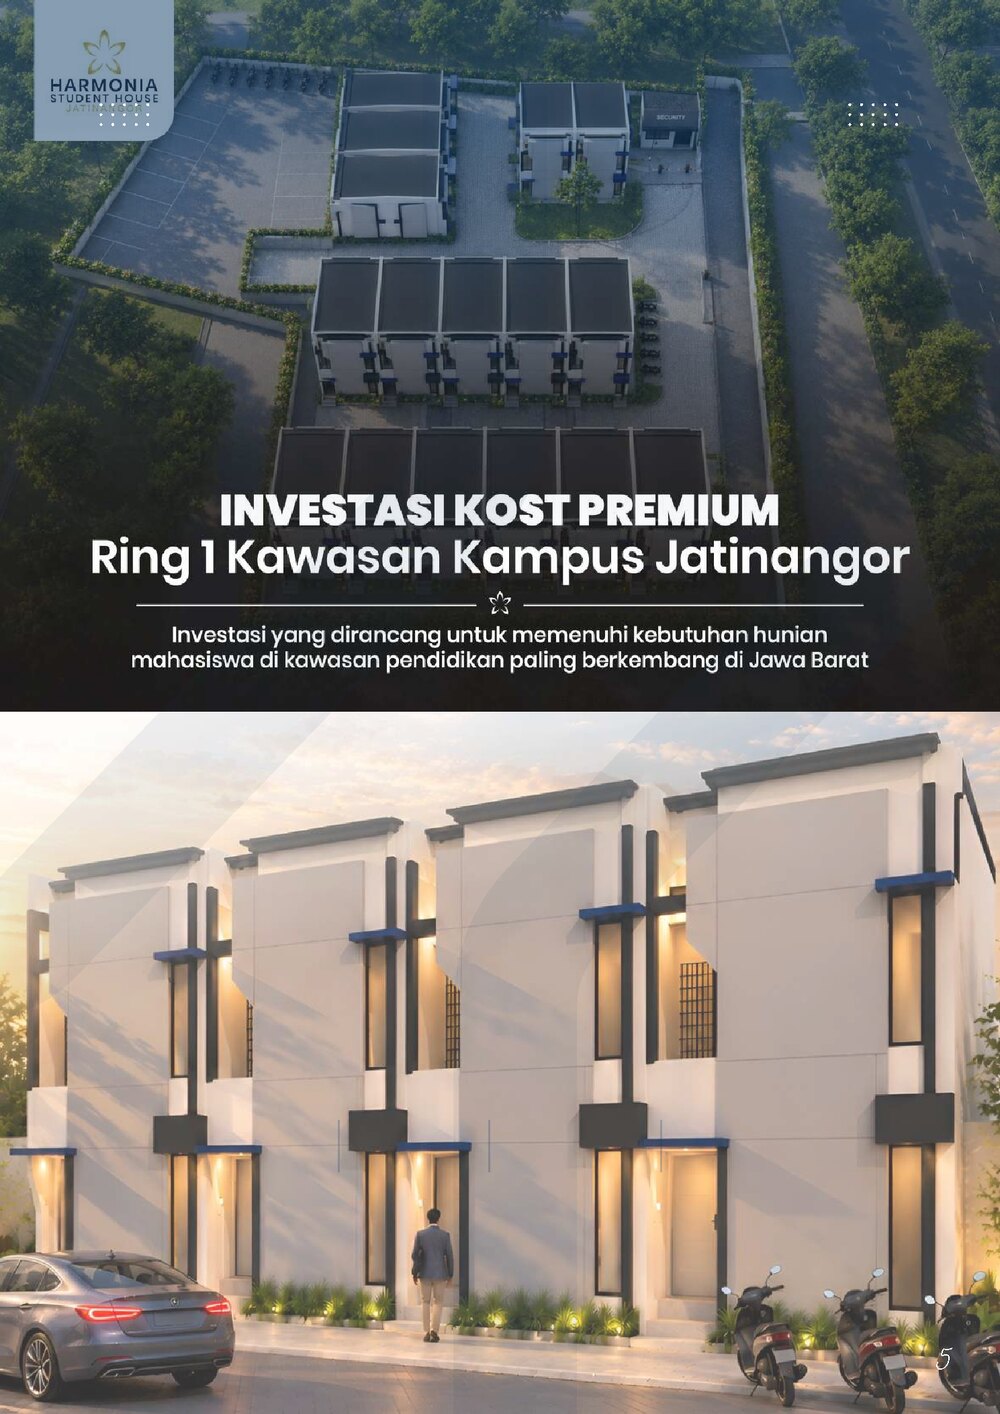 HARMONIA
STUDENT HOUSE
JATINANGOR
SECURITY
INVESTASI KOST PREMIUM
Ring 1 Kawasan Kampus Jatinangor
Investasi yang dirancang untuk memenuhi kebutuhan hunian
mahasiswa di kawasan pendidikan paling berkembang di Jawa Barat
5